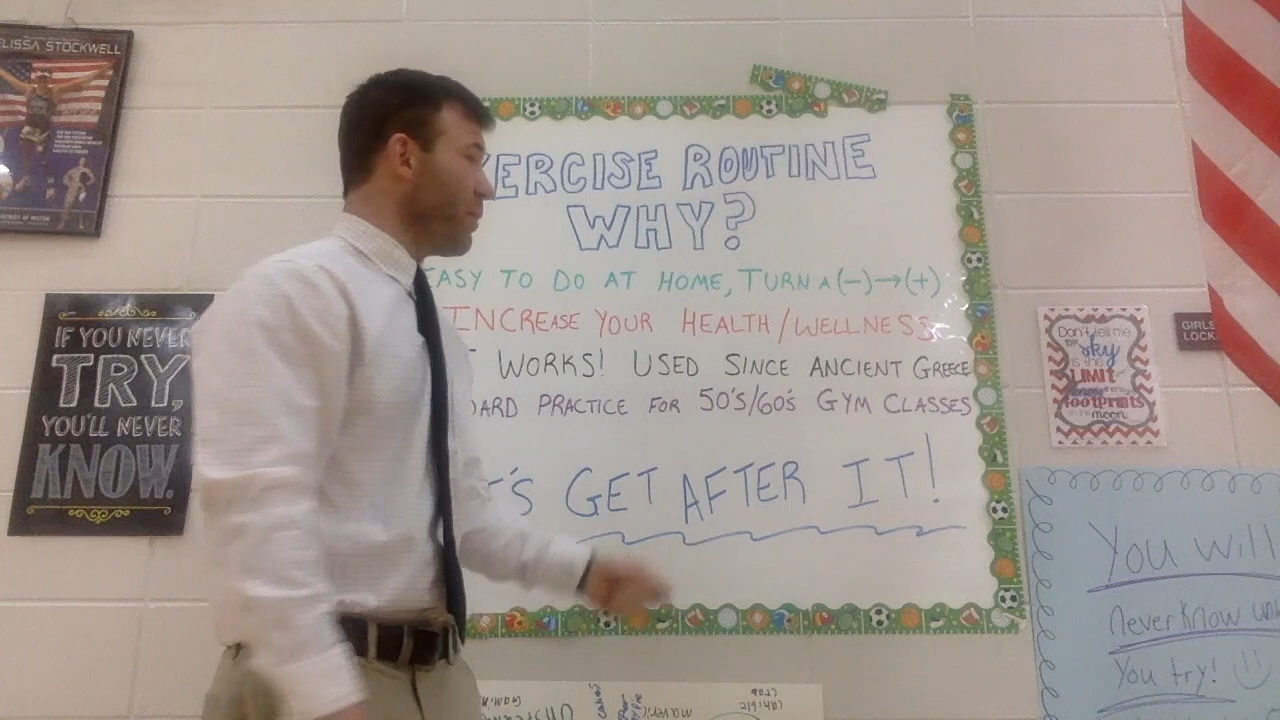 ELISSA STOCKWELL
IF YOU NEVER
TRY,
YOU'LL NEVER
KNOW.
ERCISE ROUTINE
WHY?
EASY TO DO AT HOME, TURN A (-)→(+)
INCREASE YOUR HEALTH/WELLNESS
WORKS! USED SINCE ANCIENT GREECE
DARD PRACTICE FOR 50'S/60'S GYM CLASSES
'S GET AFTER IT!
Don't tell me
the sky
is the
LIMIT
footprints
on the
moon.
GIRLS
LOCK
You will
never know un
You try!